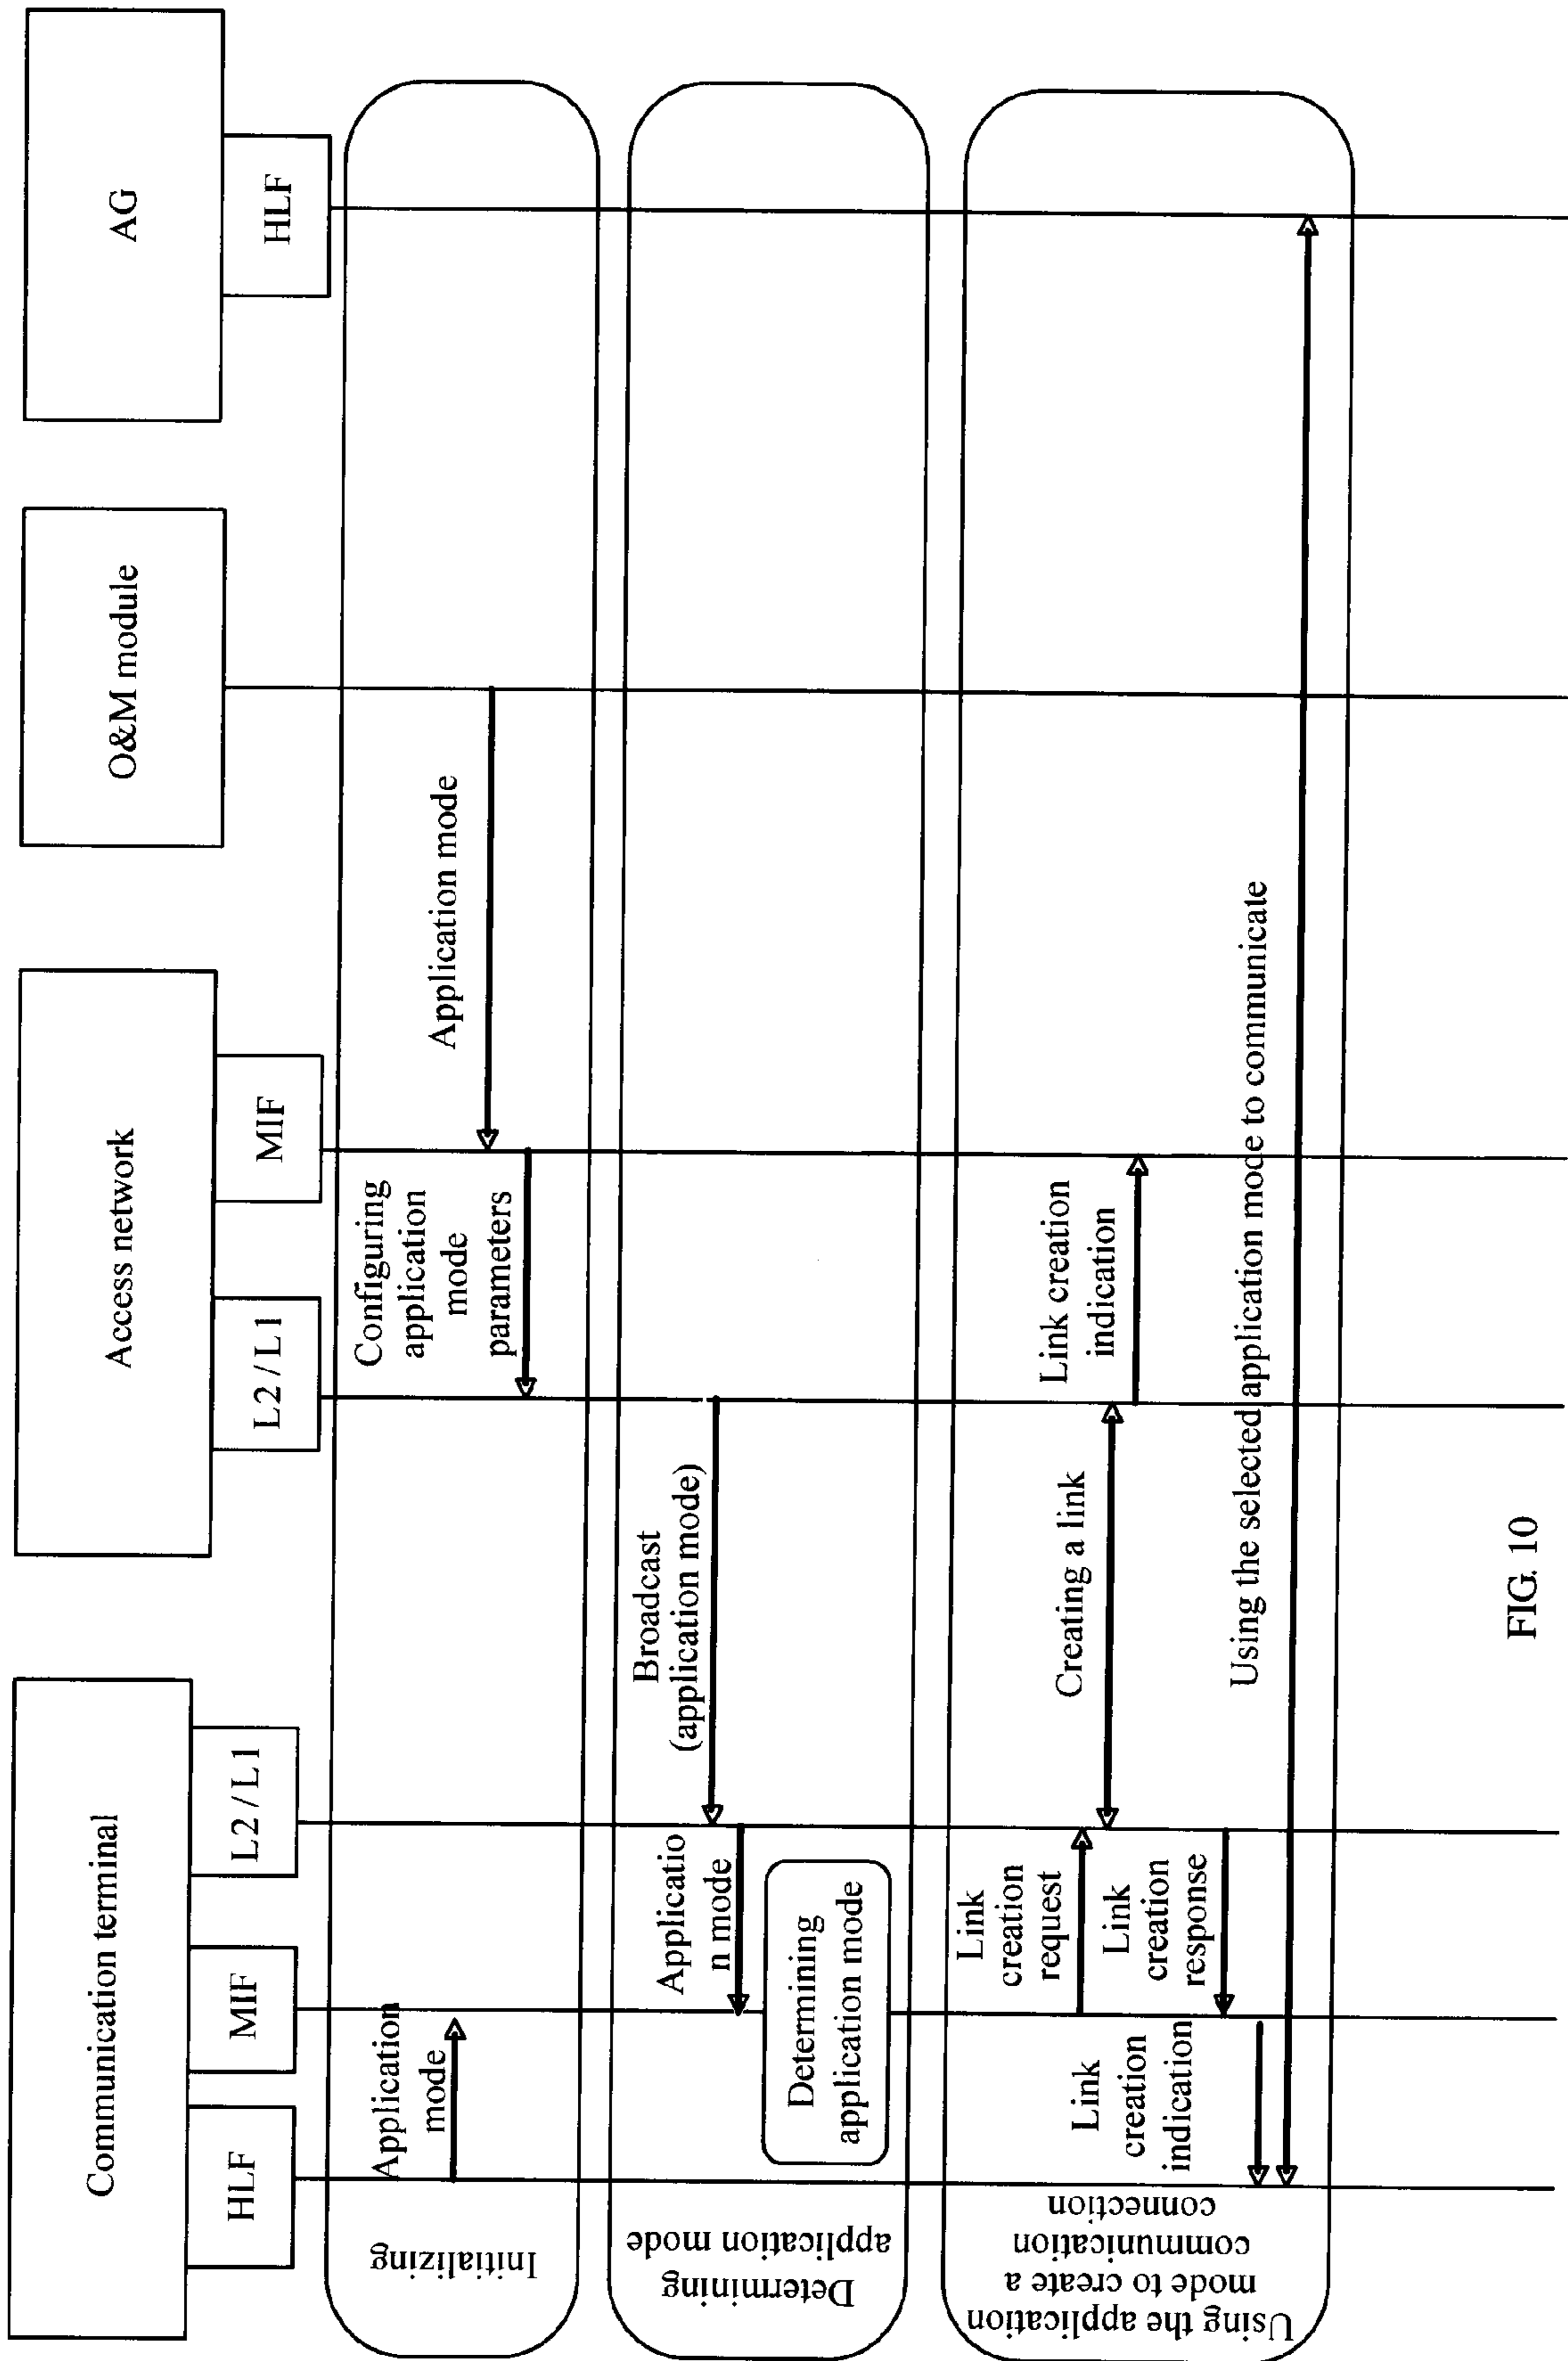 Communication terminal
Access network
O&M module
AG
HLF
MIF
L2 / L1
L2 / L1
MIF
HLF
Initializing
Application
mode
Configuring
application
mode
parameters
Application mode
Determining
application mode
Broadcast
(application mode)
Applicatio
n mode
Determining
application mode
Using the application
mode to create a
communication
connection
Link
creation
request
Creating a link
Link creation
indication
Link
creation
response
Link
creation
indication
Using the selected application mode to communicate
FIG. 10